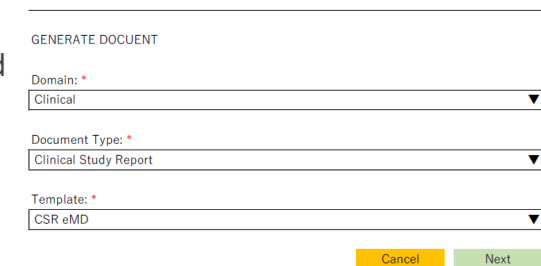 GENERATE DOCUENT
Domain: *
Clinical
Document Type: *
Clinical Study Report
Template: *
CSR eMD
Cancel Next